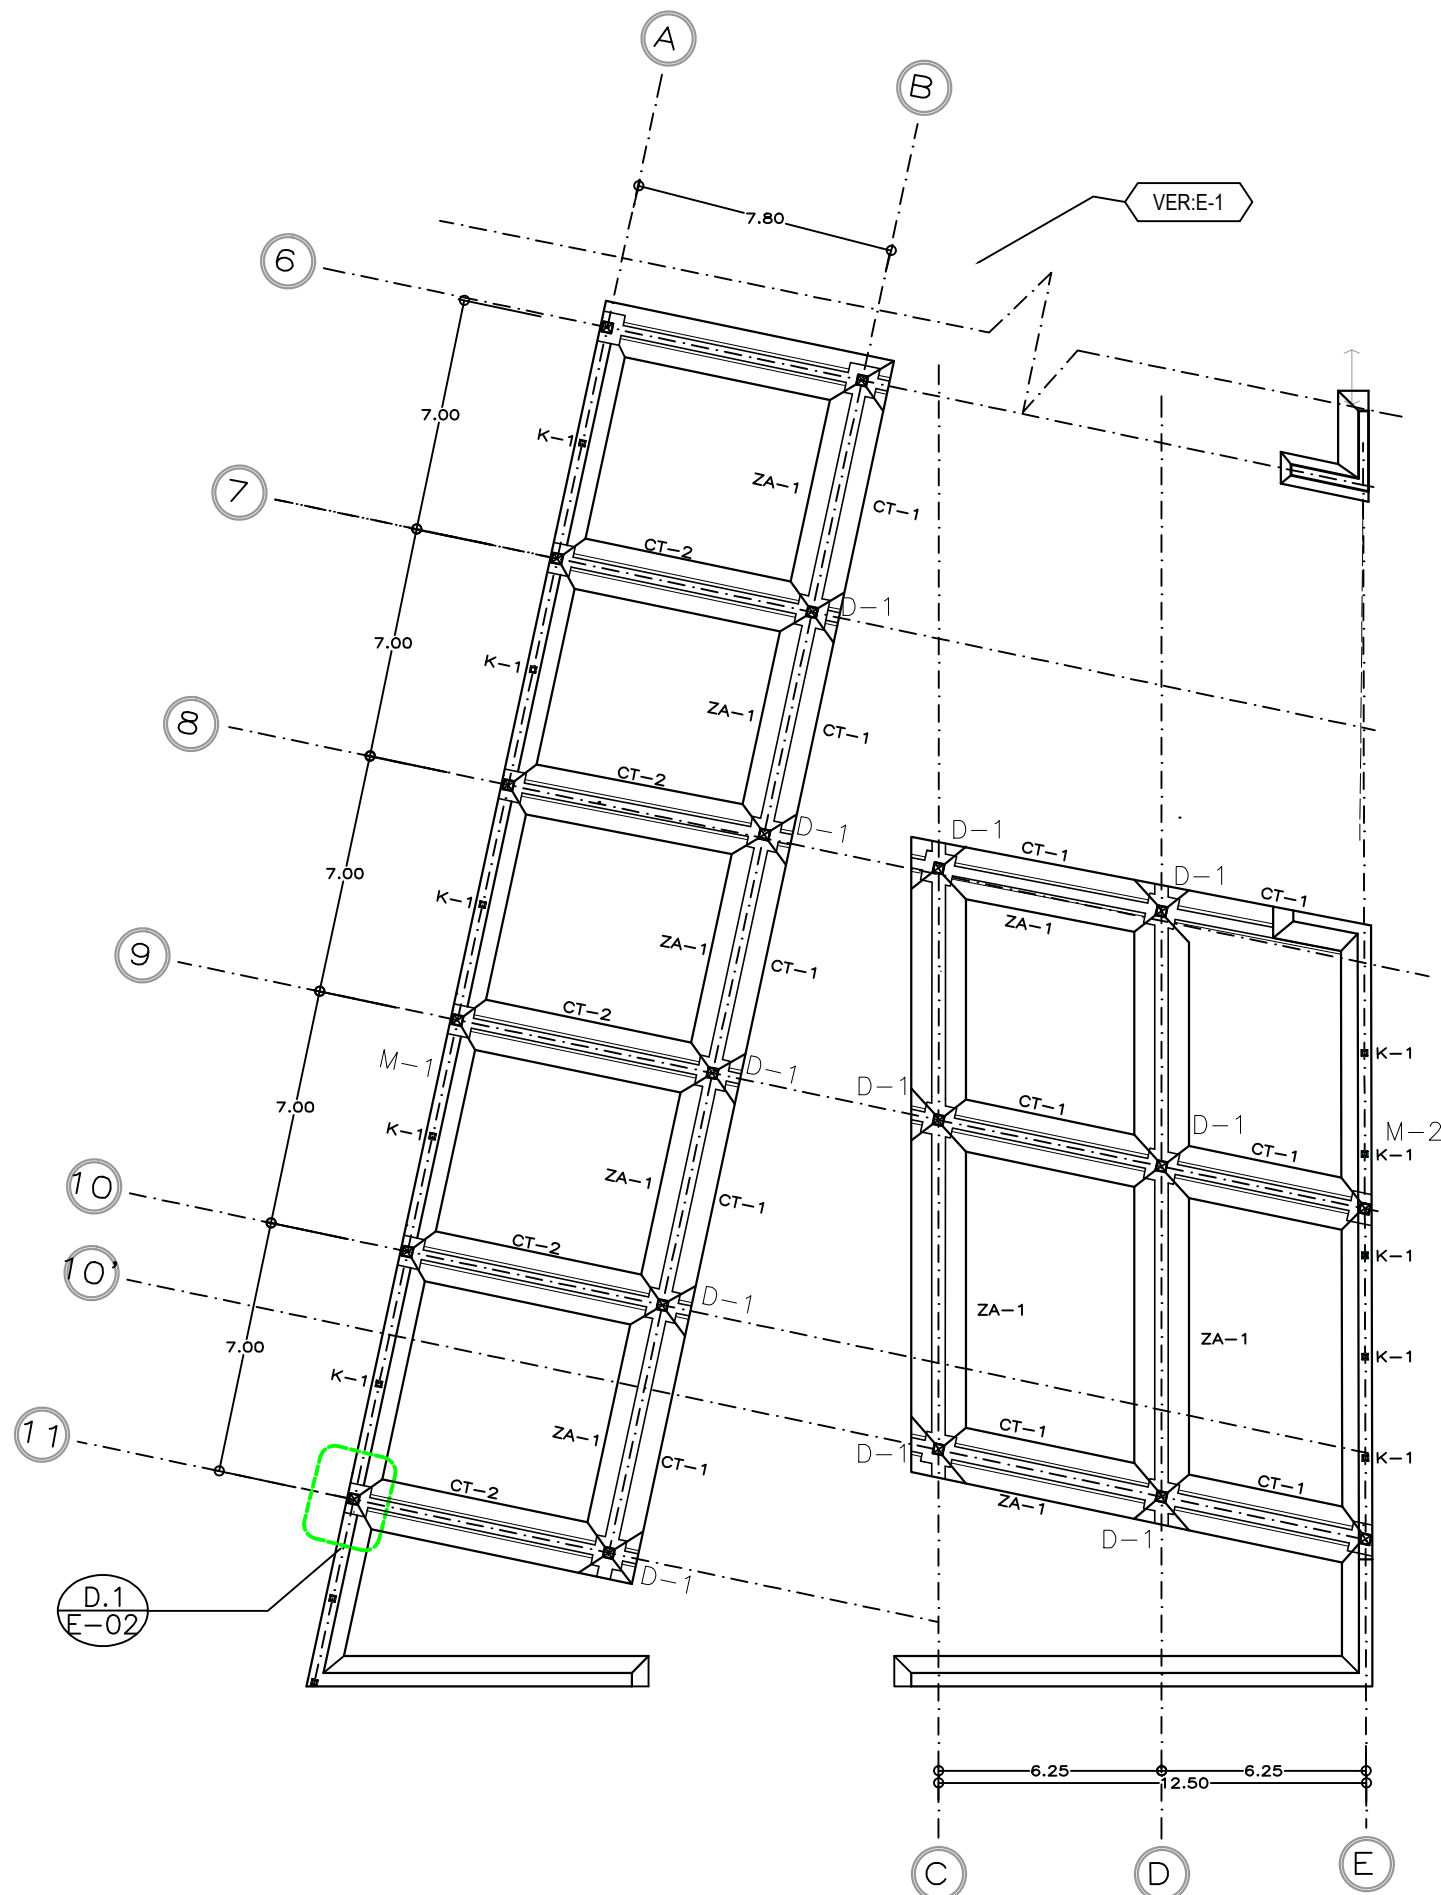 A
B
VER:E-1
7.80
6
7.00
K-1
7
ZA-1
CT-1
CT-2
D-1
7.00
K-1
8
ZA-1
CT-1
CT-2
D-1
D-1
CT-1
D-1
CT-1
7.00
K-1
9
ZA-1
ZA-1
CT-1
CT-2
M-1
D-1
D-1
CT-1
D-1
K-1
M-2
7.00
K-1
CT-1
K-1
10
ZA-1
CT-1
CT-2
10'
D-1
K-1
ZA-1
ZA-1
7.00
K-1
K-1
11
ZA-1
CT-1
D-1
CT-1
CT-1
K-1
CT-2
ZA-1
D-1
D-1
D.1
E-02
6.25
6.25
12.50
C
D
E